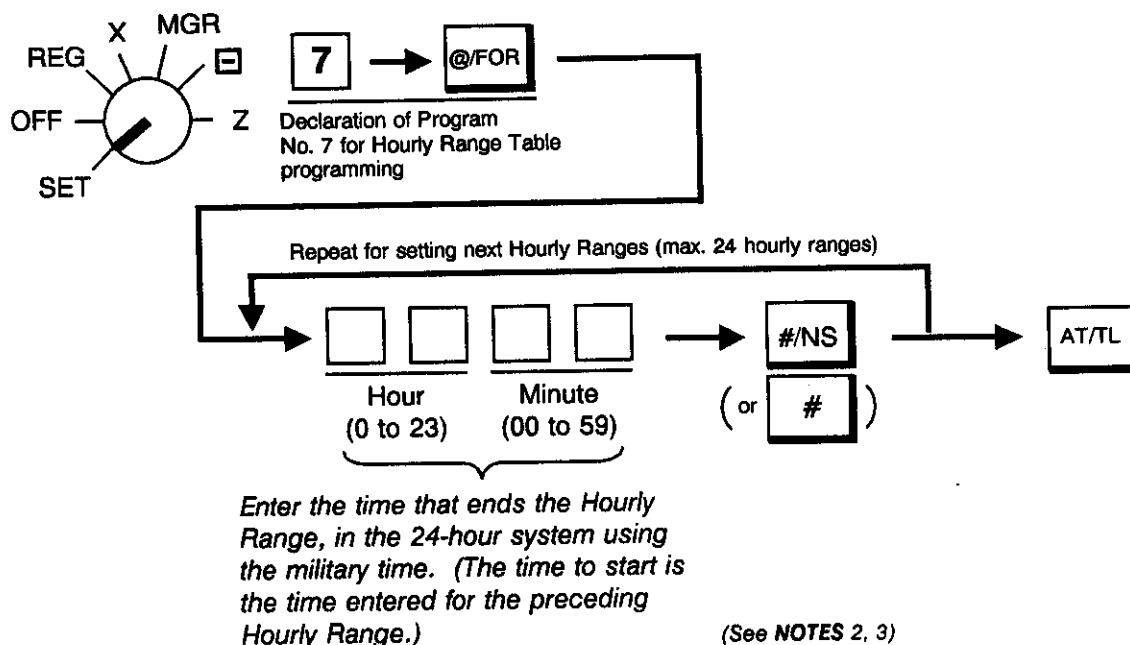 MGR
X
REG
OFF
Z
SET
7
@/FOR
Declaration of Program
No. 7 for Hourly Range Table
programming
Repeat for setting next Hourly Ranges (max. 24 hourly ranges)
#/NS
AT/TL
Hour
(0 to 23)
Minute
(00 to 59)
(or # )
Enter the time that ends the Hourly
Range, in the 24-hour system using
the military time. (The time to start is
the time entered for the preceding
Hourly Range.)
(See NOTES 2, 3)